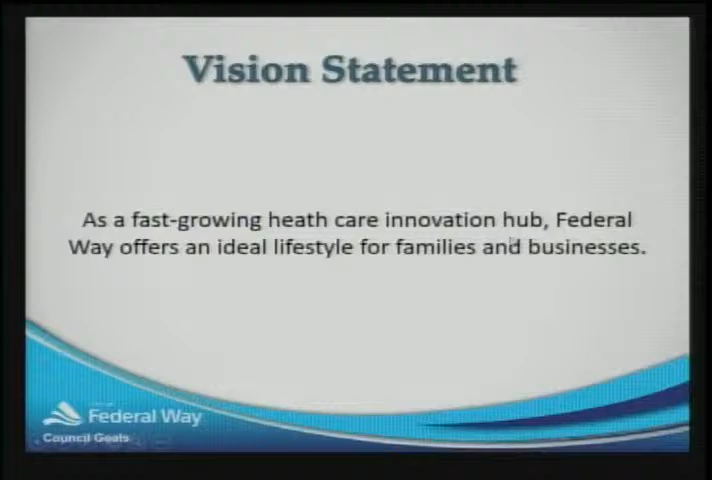 Vision Statement
As a fast-growing heath care innovation hub, Federal
Way offers an ideal lifestyle for families and businesses.
Federal Way
Council Goals